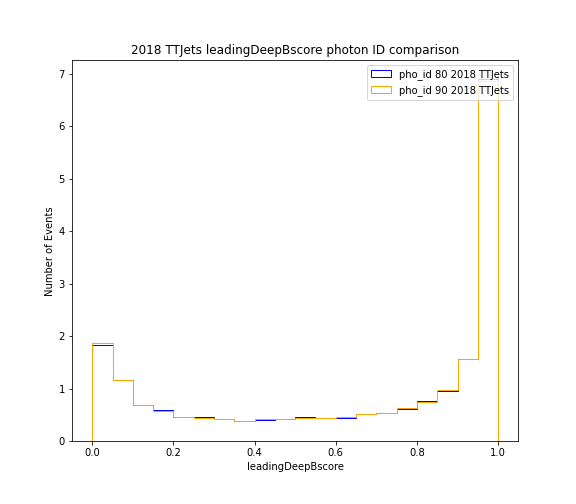 2018 TTJets leadingDeepBscore photon ID comparison
pho_id 80 2018 TTJets
pho_id 90 2018 TTJets
Number of Events
7
6
5
4
3
2
1
0
0.0 0.2 0.4 0.6 0.8 1.0
leadingDeepBscore